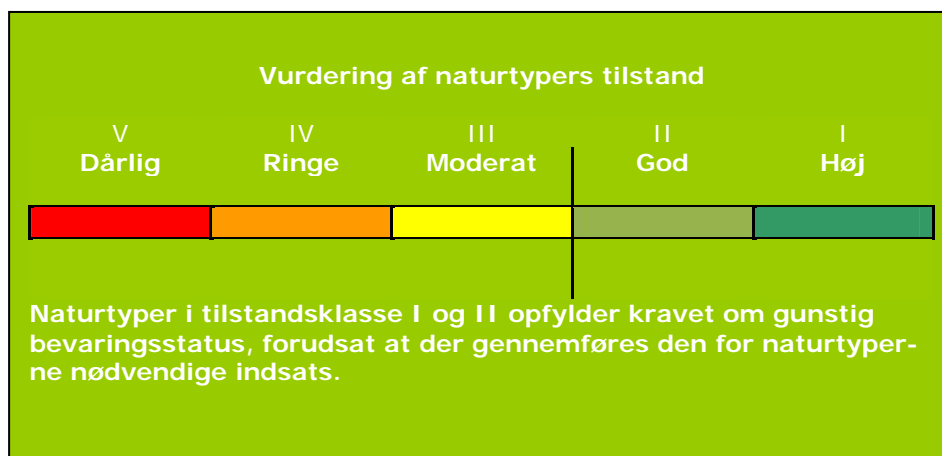 Vurdering af naturtypers tilstand
V IV III II I
Dårlig Ringe Moderat God Høj
Naturtyper i tilstandsklasse I og II opfylder kravet om gunstig
bevaringsstatus, forudsat at der gennemføres den for naturtyper-
ne nødvendige indsats.